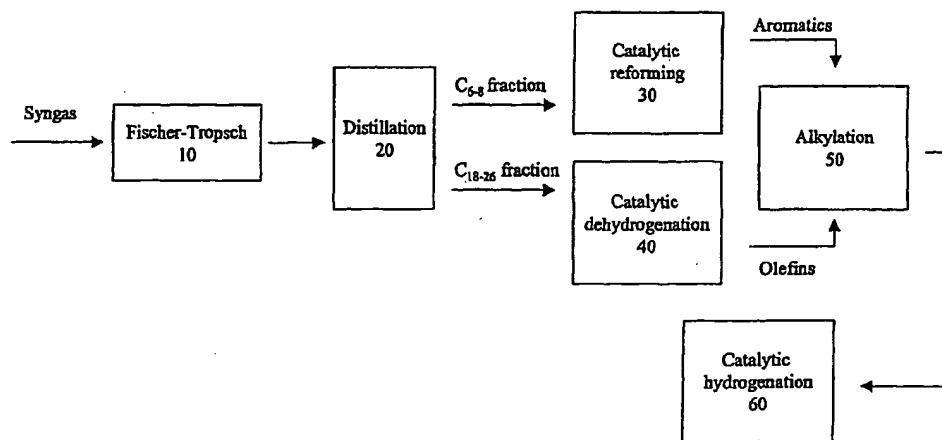 Syngas
Fischer-Tropsch
10
Distillation
20
C6-8 fraction
C18-26 fraction
Catalytic
reforming
30
Catalytic
dehydrogenation
40
Aromatics
Olefins
Alkylation
50
Catalytic
hydrogenation
60